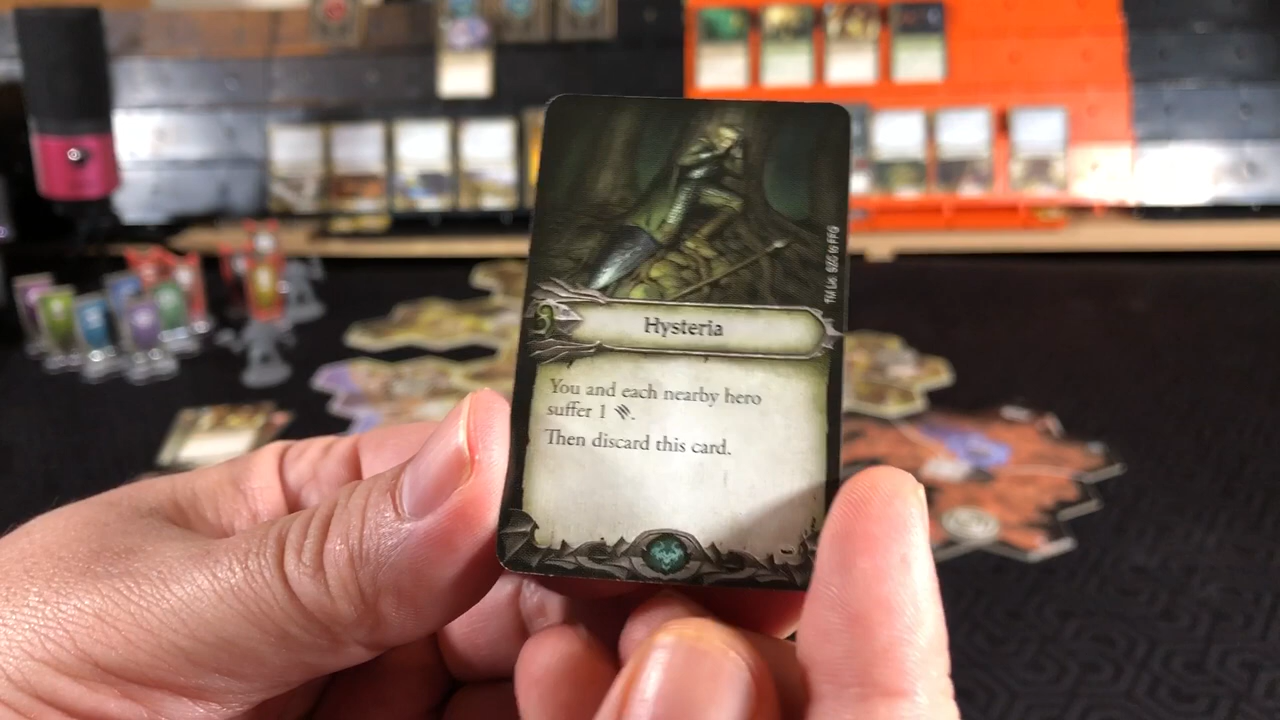 Hysteria
You and each nearby hero
suffer 1 .
Then discard this card.